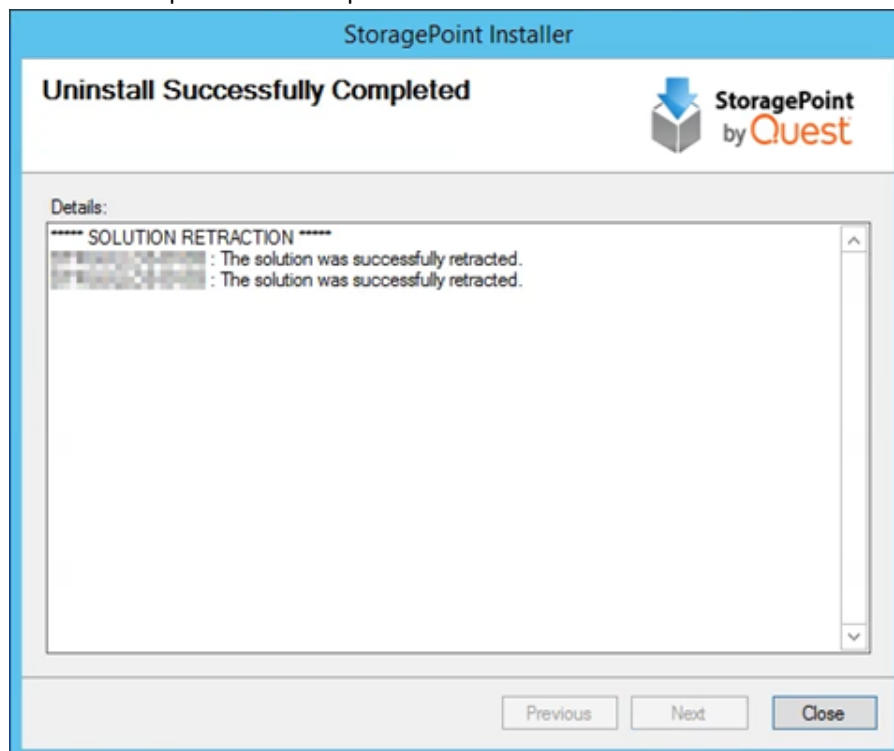 StoragePoint Installer
Uninstall Successfully Completed
StoragePoint
by Quest
Details:
***** SOLUTION RETRACTION *****
: The solution was successfully retracted.
: The solution was successfully retracted.
Previous
Next
Close